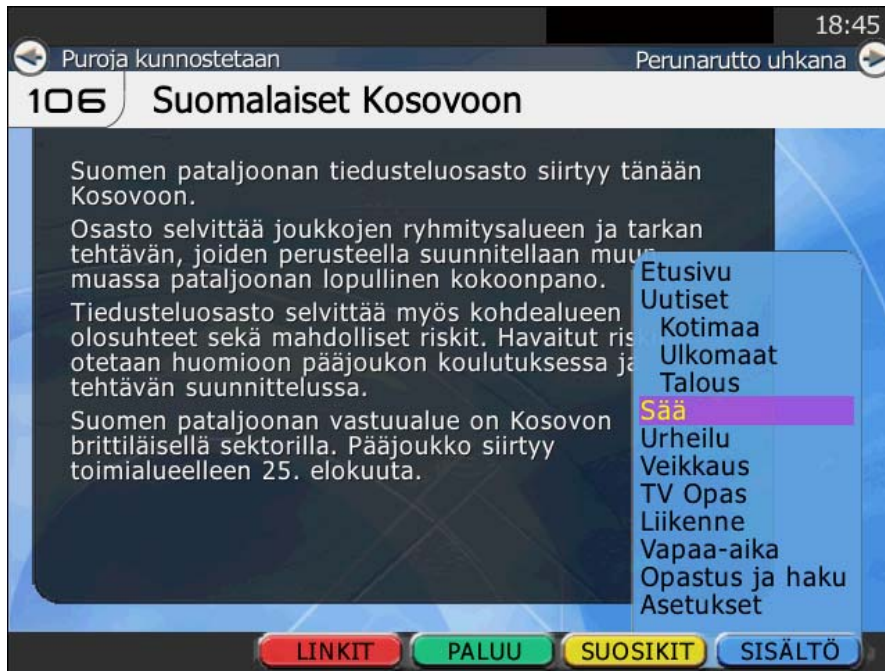 18:45
Puroja kunnostetaan
Perunarutto uhkana
106 Suomalaiset Kosovoon
Suomen pataljoonan tiedusteluosasto siirtyy tänään
Kosovoon.
Osasto selvittää joukkojen ryhmitysalueen ja tarkan
tehtävän, joiden perusteella suunnitellaan muun
muassa pataljoonan lopullinen kokoonpano.
Tiedusteluosasto selvittää myös kohdealueen
olosuhteet sekä mahdolliset riskit. Havaitut
otetaan huomioon pääjoukon koulutuksessa ja
tehtävän suunnittelussa.
Suomen pataljoonan vastuualue on Kosovon
brittiläisellä sektorilla. Pääjoukko siirtyy
toimialueelleen 25. elokuuta.
Etusivu
Uutiset
Kotimaa
Ulkomaat
Talous
Sää
Urheilu
Veikkaus
TV Opas
Liikenne
Vapaa-aika
Opastus ja haku
Asetukset
LINKIT
PALUU
SUOSIKIT
SISÄLTÖ